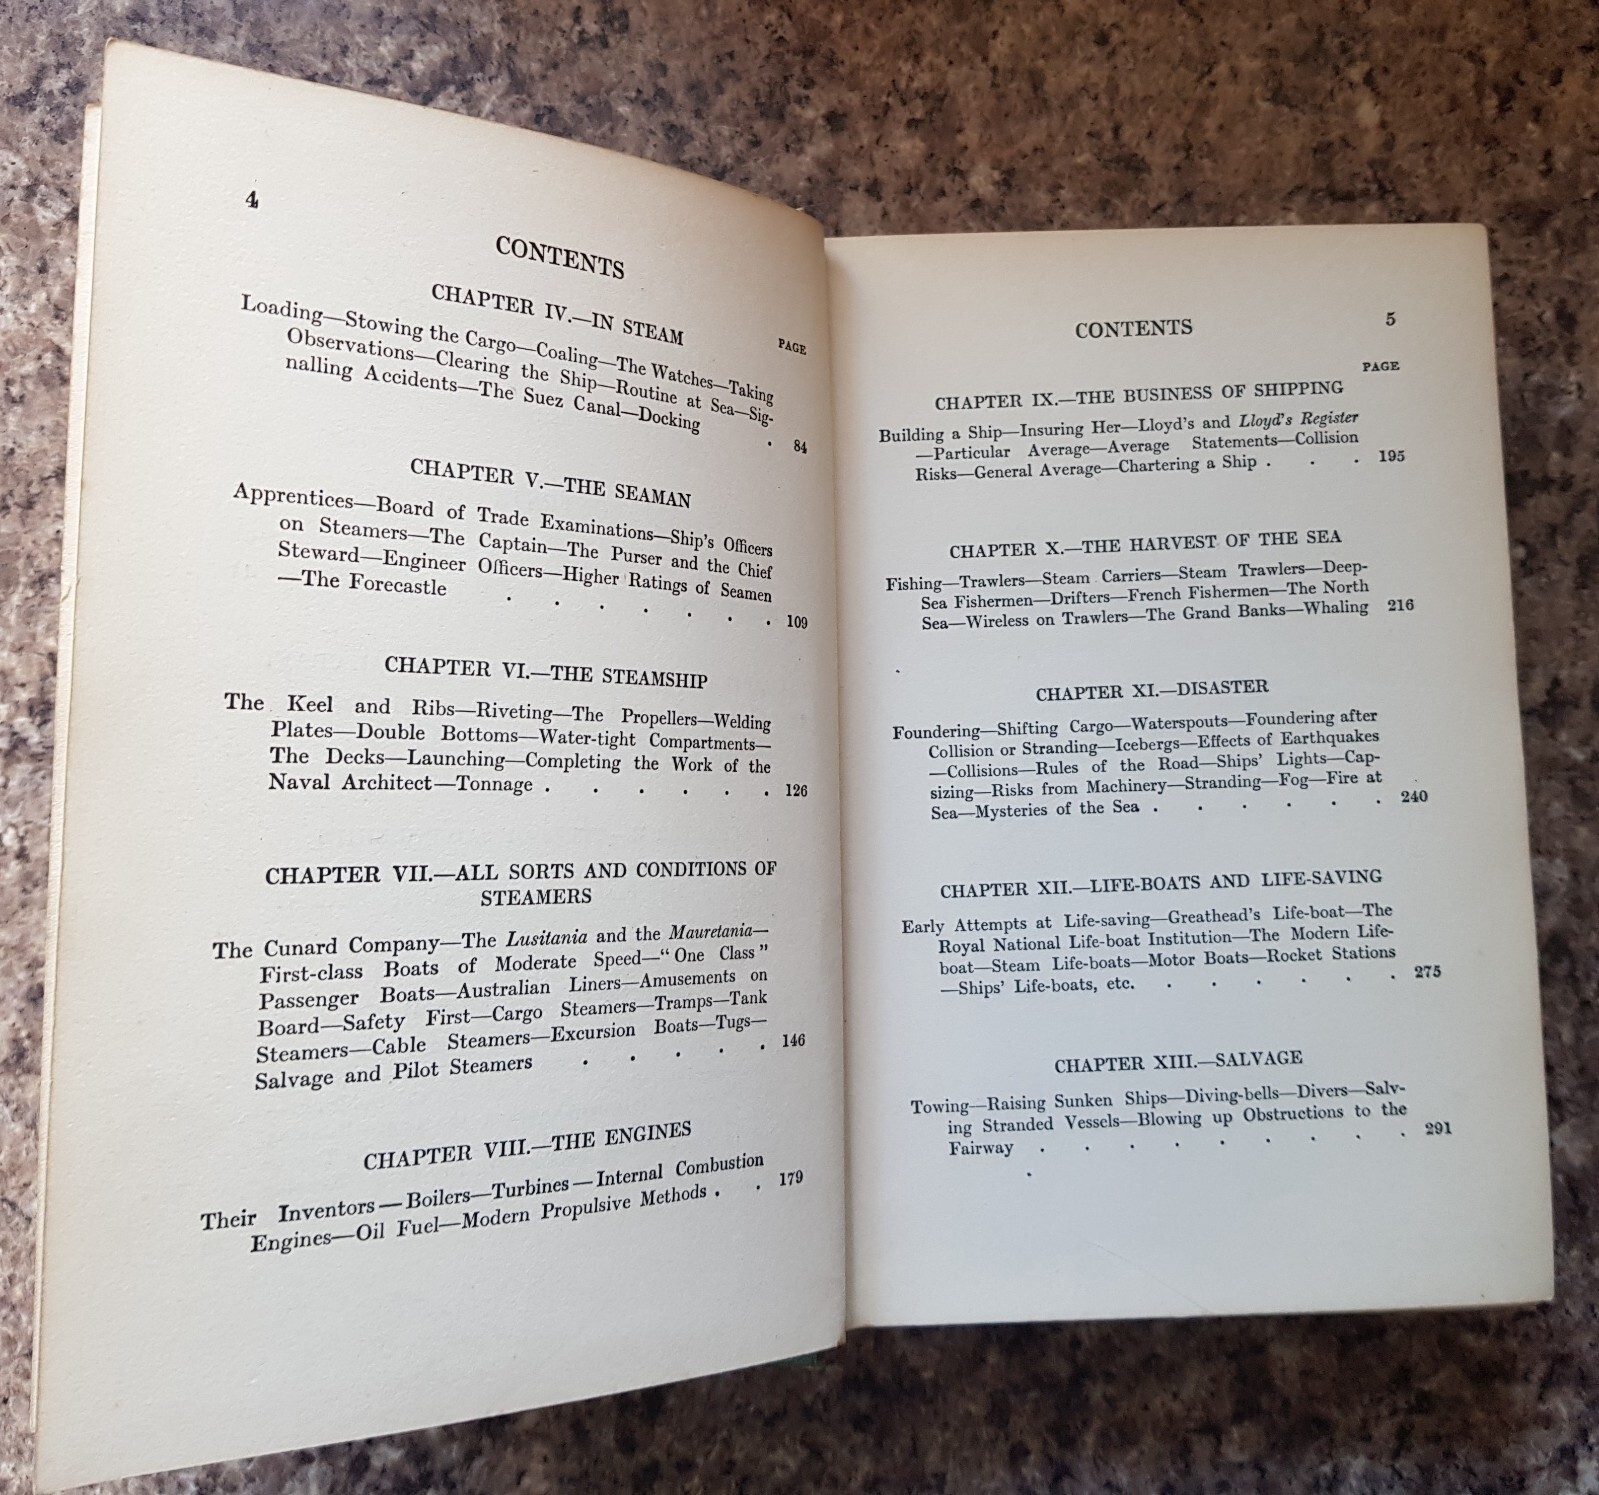 4
CONTENTS
CHAPTER IV.—IN STEAM
PAGE
Loading—Stowing the Cargo—Coaling—The Watches—Taking
Observations—Clearing the Ship—Routine at Sea—Sig-
nalling Accidents—The Suez Canal—Docking . 84
CHAPTER V.—THE SEAMAN
Apprentices—Board of Trade Examinations—Ship's Officers
on Steamers—The Captain—The Purser and the Chief
Steward—Engineer Officers—Higher Ratings of Seamen
—The Forecastle . . . . . . . 109
CHAPTER VI.—THE STEAMSHIP
The Keel and Ribs—Riveting—The Propellers—Welding
Plates—Double Bottoms—Water-tight Compartments—
The Decks—Launching—Completing the Work of the
Naval Architect—Tonnage . . . . . . 126
CHAPTER VII.—ALL SORTS AND CONDITIONS OF
STEAMERS
The Cunard Company—The Lusitania and the Mauretania—
First-class Boats of Moderate Speed—“One Class”
Passenger Boats—Australian Liners—Amusements on
Board—Safety First—Cargo Steamers—Tramps—Tank
Steamers—Cable Steamers—Excursion Boats—Tugs—
Salvage and Pilot Steamers . . . . . 146
CHAPTER VIII.—THE ENGINES
Their Inventors—Boilers—Turbines—Internal Combustion
Engines—Oil Fuel—Modern Propulsive Methods . . 179
CONTENTS 5
PAGE
CHAPTER IX.—THE BUSINESS OF SHIPPING
Building a Ship—Insuring Her—Lloyd's and Lloyd's Register
—Particular Average—Average Statements—Collision
Risks—General Average—Chartering a Ship . . . 195
CHAPTER X.—THE HARVEST OF THE SEA
Fishing—Trawlers—Steam Carriers—Steam Trawlers—Deep-
Sea Fishermen—Drifters—French Fishermen—The North
Sea—Wireless on Trawlers—The Grand Banks—Whaling 216
CHAPTER XI.—DISASTER
Foundering—Shifting Cargo—Waterspouts—Foundering after
Collision or Stranding—Icebergs—Effects of Earthquakes
—Collisions—Rules of the Road—Ships' Lights—Cap-
sizing—Risks from Machinery—Stranding—Fog—Fire at
Sea—Mysteries of the Sea . . . . . . 240
CHAPTER XII.—LIFE-BOATS AND LIFE-SAVING
Early Attempts at Life-saving—Greathead's Life-boat—The
Royal National Life-boat Institution—The Modern Life-
boat—Steam Life-boats—Motor Boats—Rocket Stations
—Ships' Life-boats, etc. . . . . . . 275
CHAPTER XIII.—SALVAGE
Towing—Raising Sunken Ships—Diving-bells—Divers—Salv-
ing Stranded Vessels—Blowing up Obstructions to the
Fairway . . . . . . . . . 291